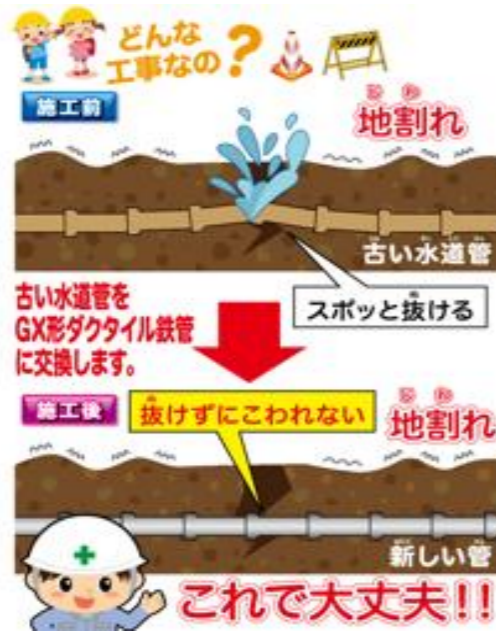 どんな
工事なの?
施工前
地割れ
古い水道管
スポッと抜ける
古い水道管を
GX形ダクタイル鉄管
に交換します。
施工後
抜けずにこわれない
地割れ
新しい管
これで大丈夫!!